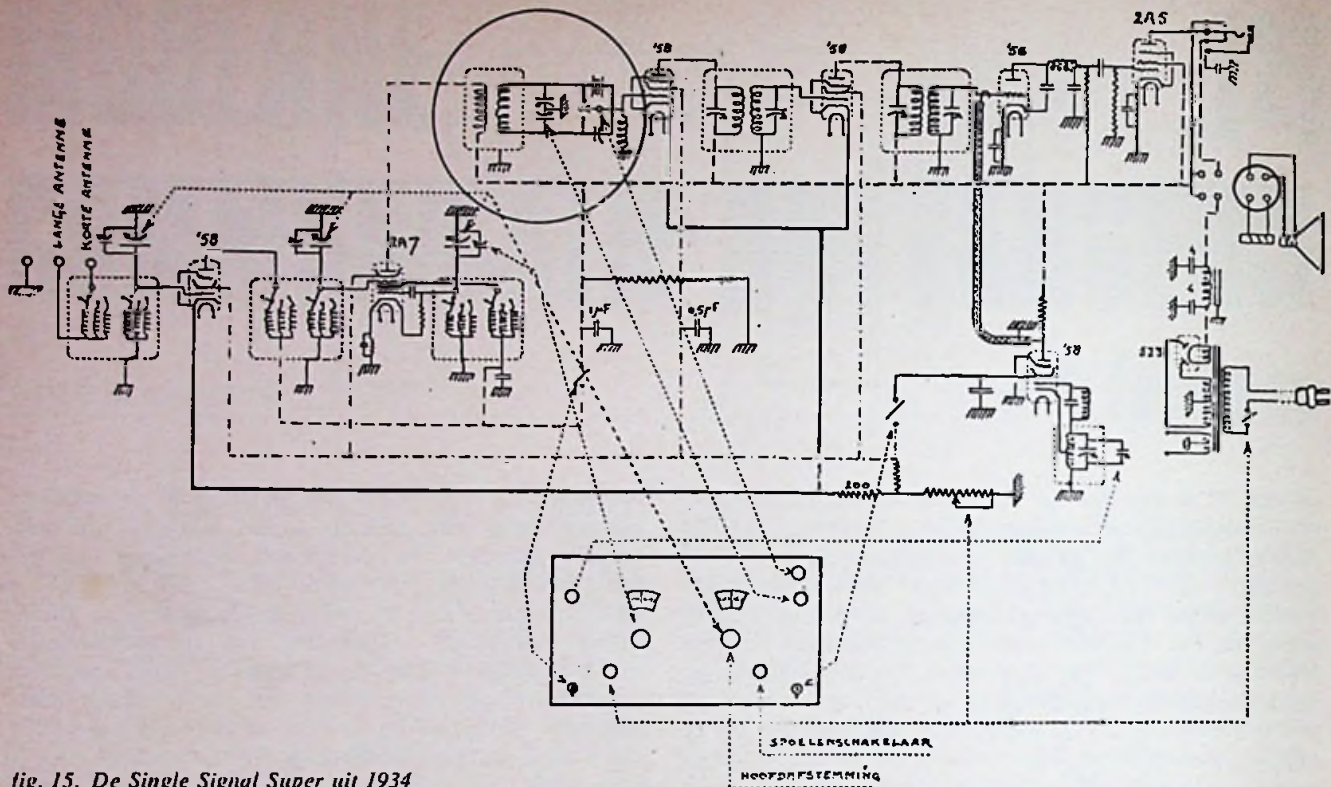 LANGE ANTENNE
KORTE ANTENNE
'58
2A7
'58
'58
'56
2A5
1µF
0,5µF
'58
523
200
SPOELENSCHAKELAAR
HOOFDAFSTEMMING
fig. 15. De Single Signal Super uit 1934